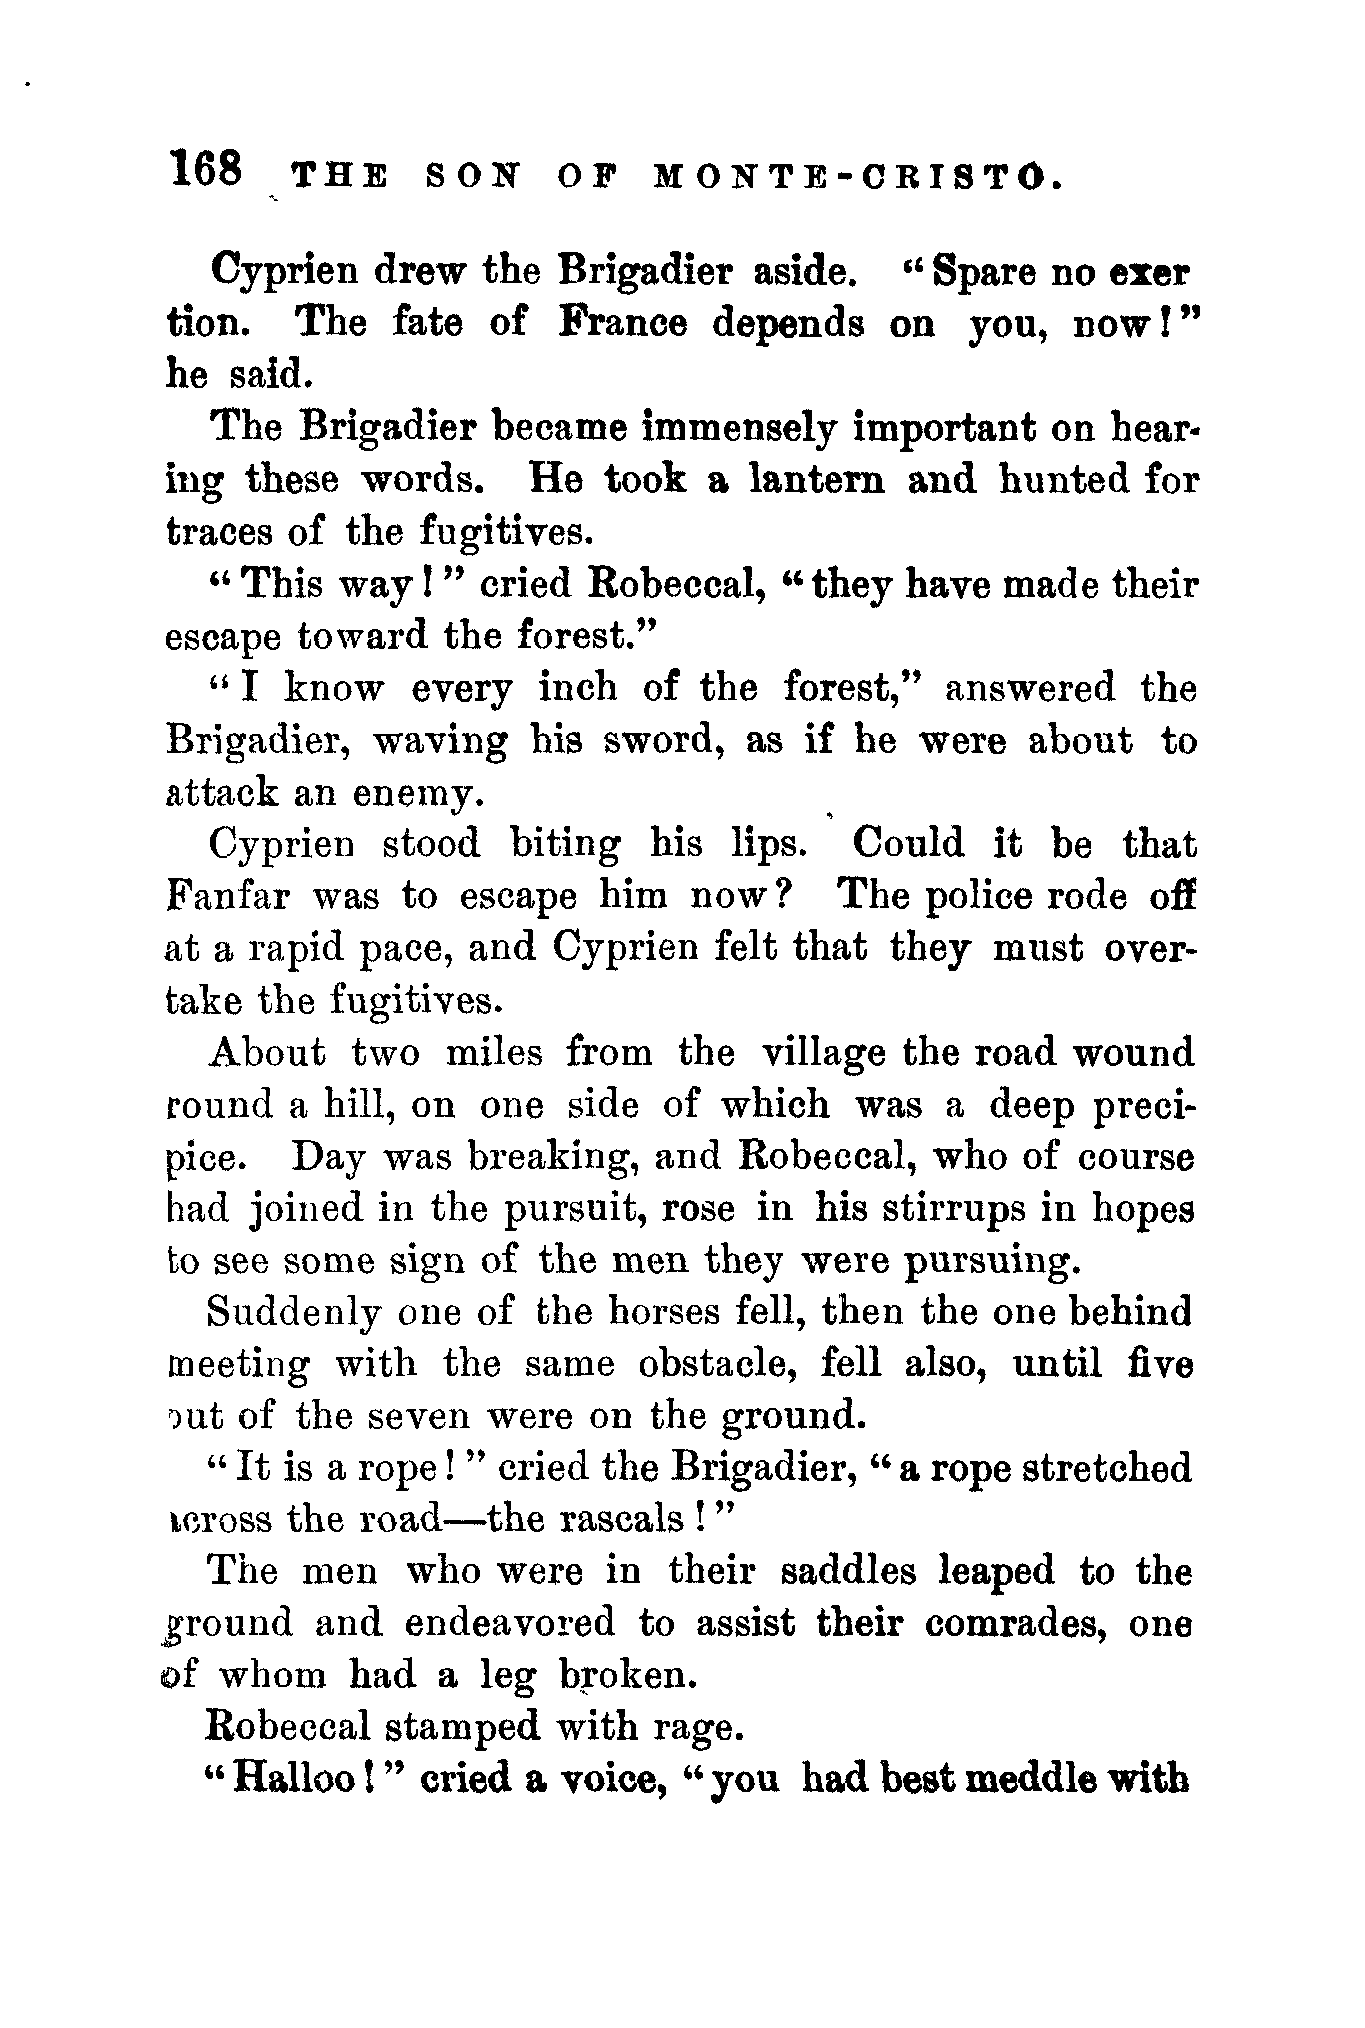 168 THE SON OF MONTE-CRISTO.
Cyprien drew the Brigadier aside. “Spare no exer
tion. The fate of France depends on you, now!”
he said.
The Brigadier became immensely important on hear-
ing these words. He took a lantern and hunted for
traces of the fugitives.
“This way!” cried Robeccal, “they have made their
escape toward the forest.”
“I know every inch of the forest,” answered the
Brigadier, waving his sword, as if he were about to
attack an enemy.
Cyprien stood biting his lips. Could it be that
Fanfar was to escape him now? The police rode off
at a rapid pace, and Cyprien felt that they must over-
take the fugitives.
About two miles from the village the road wound
round a hill, on one side of which was a deep preci-
pice. Day was breaking, and Robeccal, who of course
had joined in the pursuit, rose in his stirrups in hopes
to see some sign of the men they were pursuing.
Suddenly one of the horses fell, then the one behind
meeting with the same obstacle, fell also, until five
out of the seven were on the ground.
“It is a rope!” cried the Brigadier, “a rope stretched
across the road—the rascals!”
The men who were in their saddles leaped to the
ground and endeavored to assist their comrades, one
of whom had a leg broken.
Robeccal stamped with rage.
“Halloo!” cried a voice, “you had best meddle with